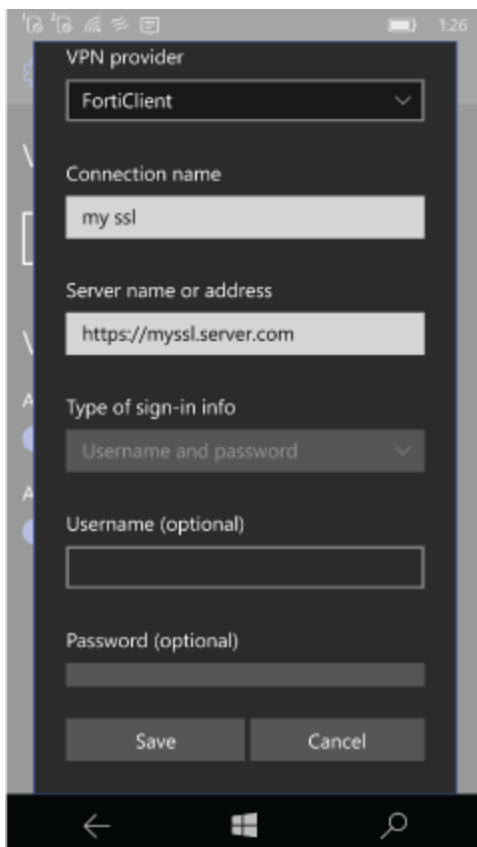 1:26
VPN provider
FortiClient
Connection name
my ssl
Server name or address
https://myssl.server.com
Type of sign-in info
Username and password
Username (optional)
Password (optional)
Save Cancel